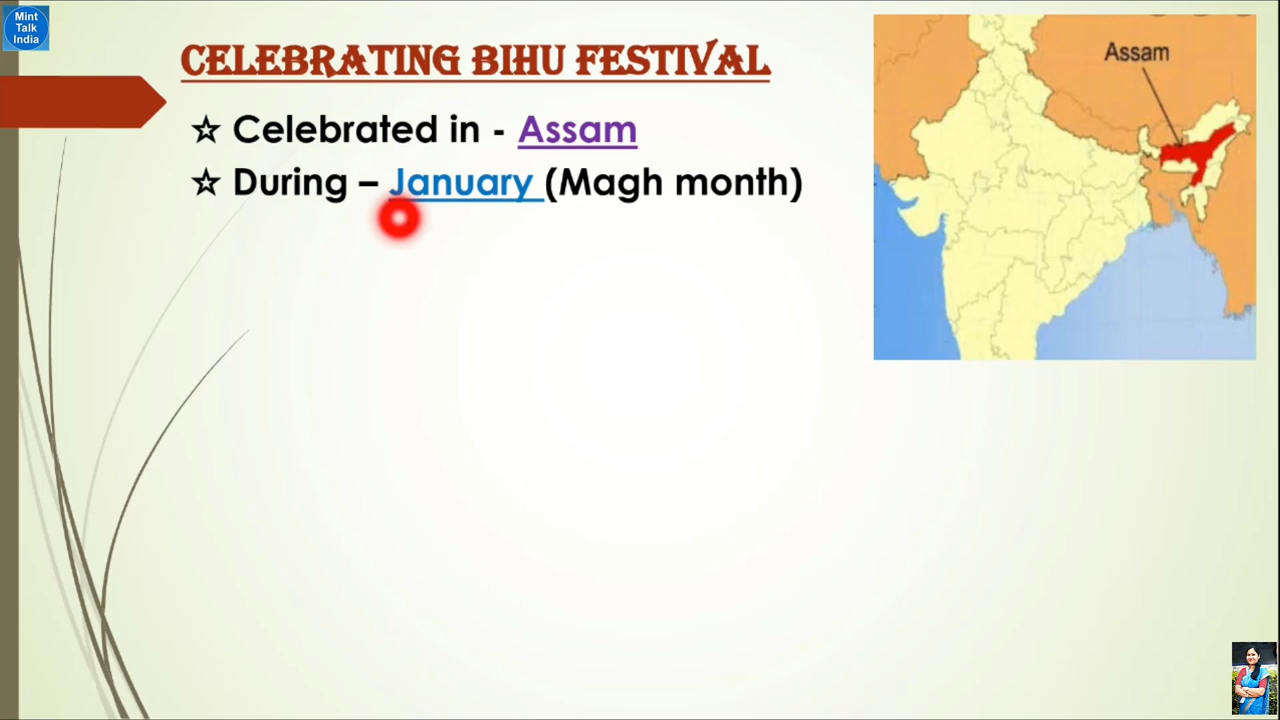 Mint
Talk
India
CELEBRATING BIHU FESTIVAL
☆ Celebrated in - Assam
☆ During – January (Magh month)
Assam